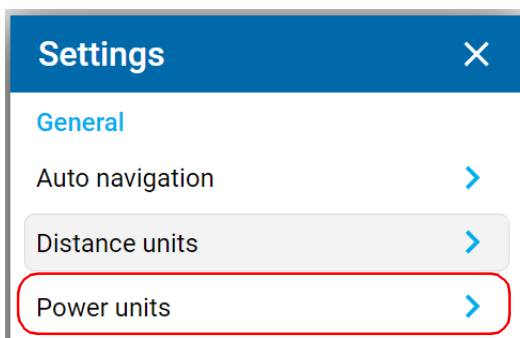 Settings
General
Auto navigation
Distance units
Power units